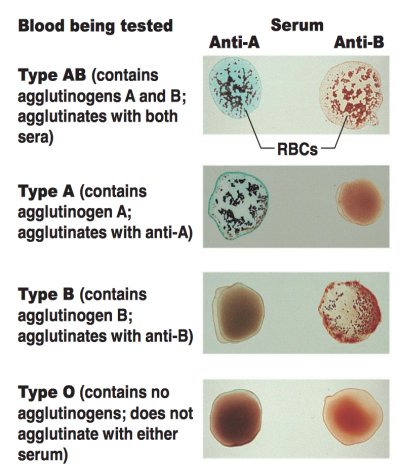 Blood being tested
Serum
Anti-A Anti-B
Type AB (contains
agglutinogens A and B;
agglutinates with both
sera)
RBCs
Type A (contains
agglutinogen A;
agglutinates with anti-A)
Type B (contains
agglutinogen B;
agglutinates with anti-B)
Type O (contains no
agglutinogens; does not
agglutinate with either
serum)